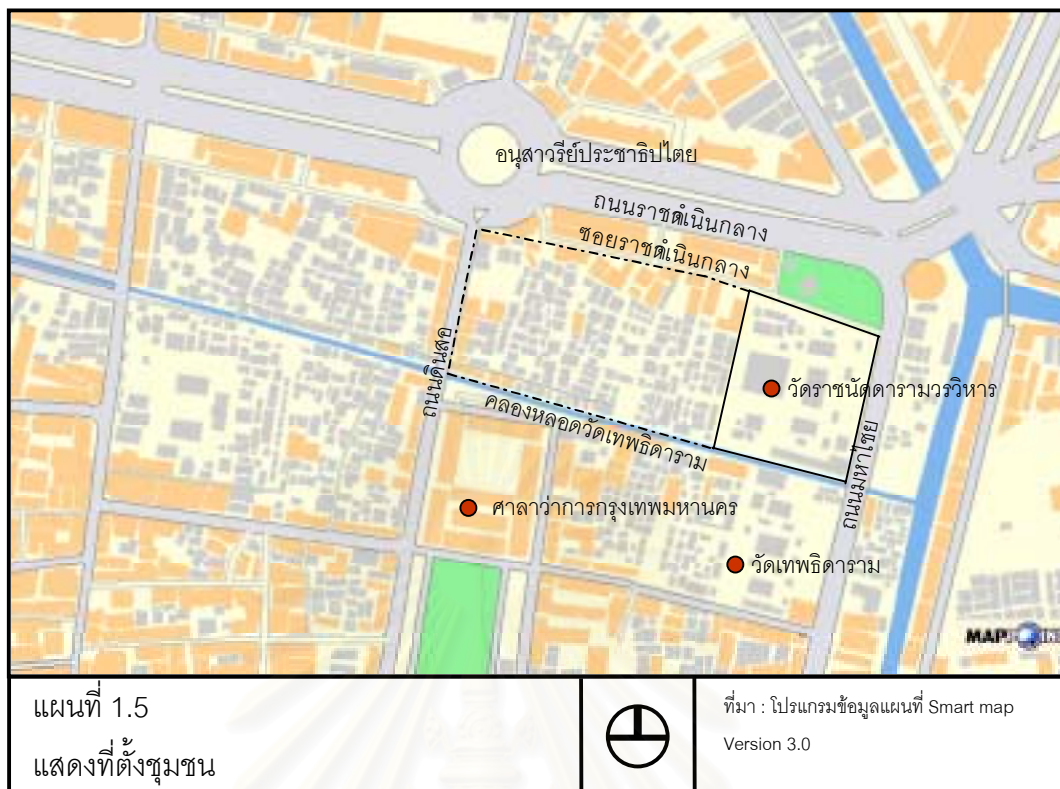 อนุสาวรีย์ประชาธิปไตย
ถนนราชดำเนินกลาง
ซอยราชดำเนินกลาง
ถนนดินสอ
วัดราชนัดดารามวรวิหาร
คลองหลอดวัดเทพธิดาราม
ถนนมหาไชย
ศาลาว่าการกรุงเทพมหานคร
วัดเทพธิดาราม
MAP
แผนที่ 1.5
แสดงที่ตั้งชุมชน
ที่มา : โปรแกรมข้อมูลแผนที่ Smart map
Version 3.0